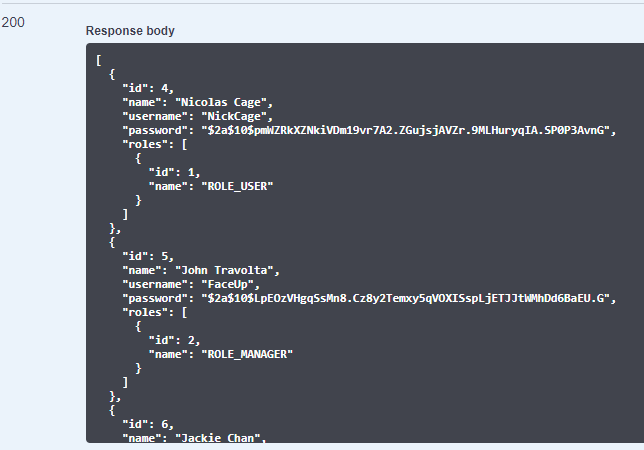 200
Response body
[
  {
    "id": 4,
    "name": "Nicolas Cage",
    "username": "NickCage",
    "password": "$2a$10$pmWZRkXZNkiVDm19vr7A2.ZGujsjAVZr.9MLHuryqIA.SP0P3AvnG",
    "roles": [
      {
        "id": 1,
        "name": "ROLE_USER"
      }
    ]
  },
  {
    "id": 5,
    "name": "John Travolta",
    "username": "FaceUp",
    "password": "$2a$10$LpEOzVHgqSsMn8.Cz8y2Temxy5qVOXISspLjETJJtWMhDd6BaEU.G",
    "roles": [
      {
        "id": 2,
        "name": "ROLE_MANAGER"
      }
    ]
  },
  {
    "id": 6,
    "name": "Jackie Chan",